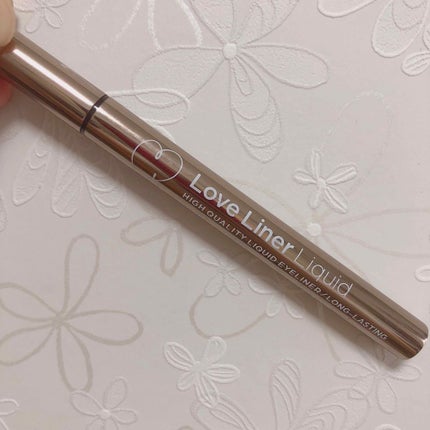 Love Liner Liquid
HIGH QUALITY LIQUID EYELINER/LONG-LASTING